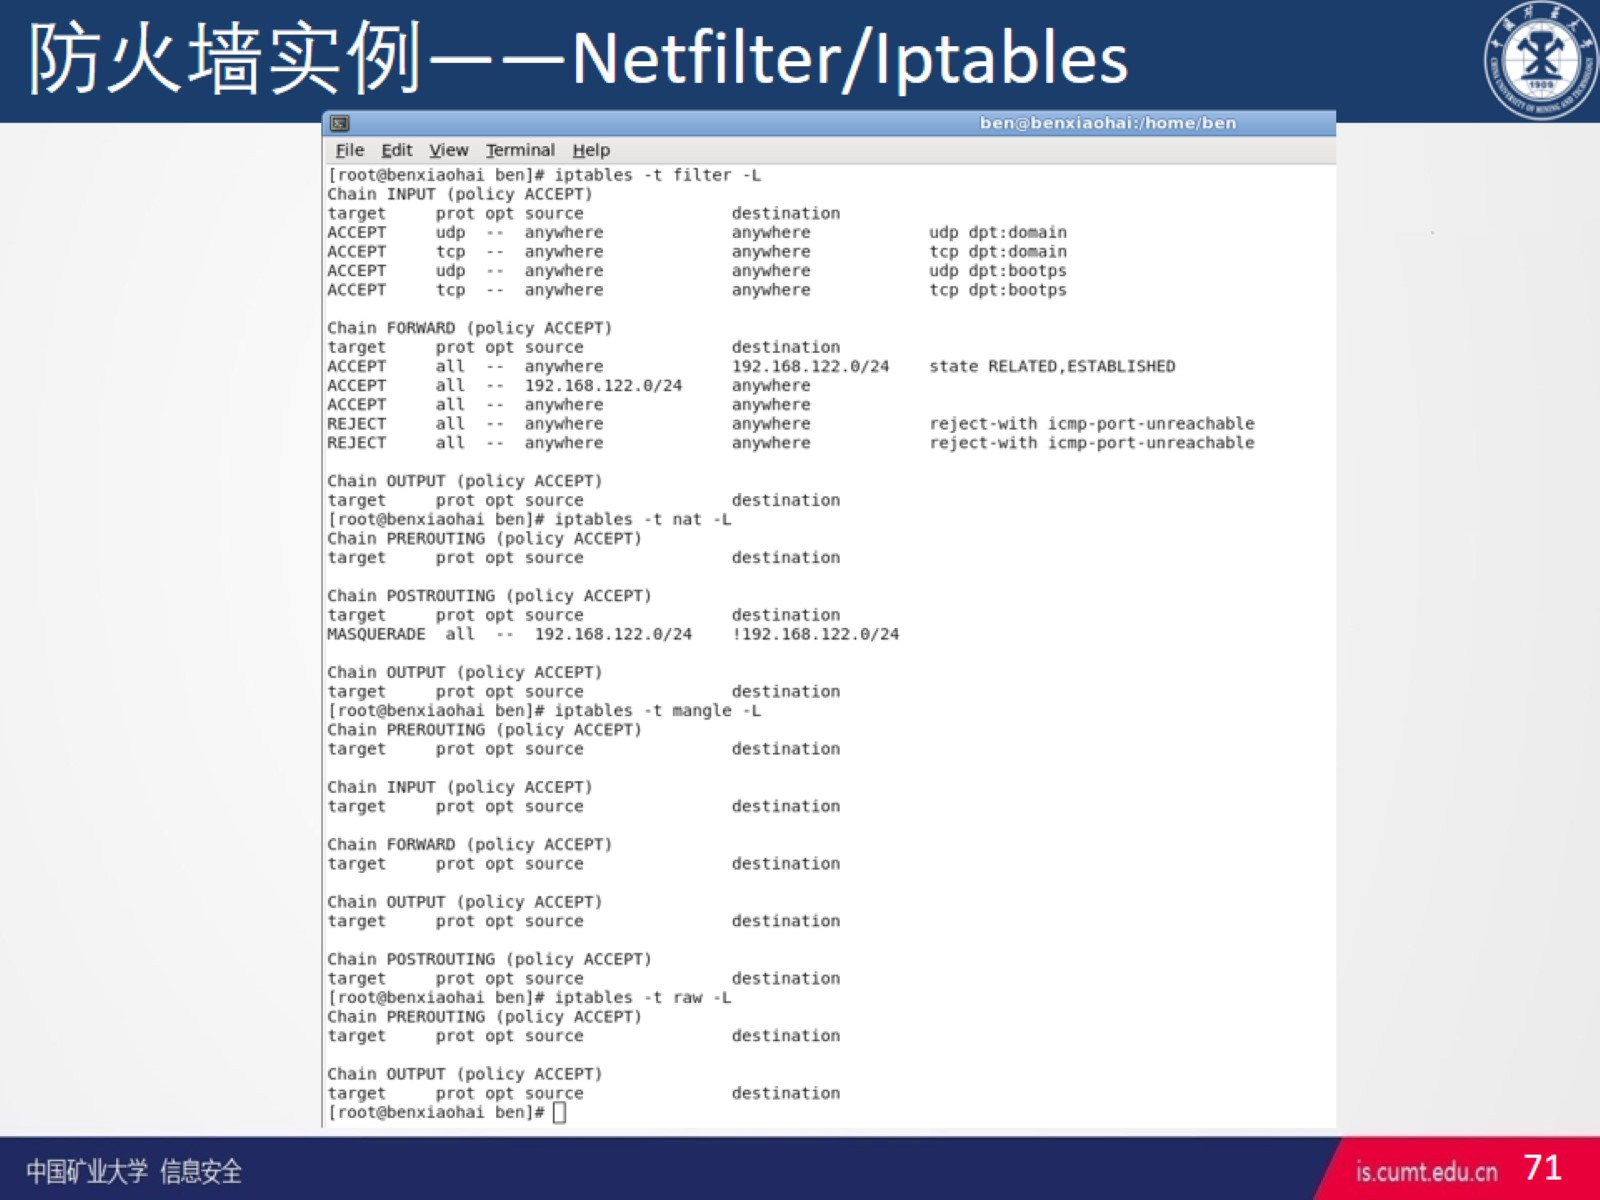 防火墙实例——Netfilter/Iptables
ben@benxiaohai:/home/ben
File Edit View Terminal Help
[root@benxiaohai ben]# iptables -t filter -L
Chain INPUT (policy ACCEPT)
target     prot opt source               destination
ACCEPT     udp  --  anywhere             anywhere            udp dpt:domain
ACCEPT     tcp  --  anywhere             anywhere            tcp dpt:domain
ACCEPT     udp  --  anywhere             anywhere            udp dpt:bootps
ACCEPT     tcp  --  anywhere             anywhere            tcp dpt:bootps
Chain FORWARD (policy ACCEPT)
target     prot opt source               destination
ACCEPT     all  --  anywhere             192.168.122.0/24    state RELATED,ESTABLISHED
ACCEPT     all  --  192.168.122.0/24     anywhere
ACCEPT     all  --  anywhere             anywhere
REJECT     all  --  anywhere             anywhere            reject-with icmp-port-unreachable
REJECT     all  --  anywhere             anywhere            reject-with icmp-port-unreachable
Chain OUTPUT (policy ACCEPT)
target     prot opt source               destination
[root@benxiaohai ben]# iptables -t nat -L
Chain PREROUTING (policy ACCEPT)
target     prot opt source               destination
Chain POSTROUTING (policy ACCEPT)
target     prot opt source               destination
MASQUERADE  all  --  192.168.122.0/24    !192.168.122.0/24
Chain OUTPUT (policy ACCEPT)
target     prot opt source               destination
[root@benxiaohai ben]# iptables -t mangle -L
Chain PREROUTING (policy ACCEPT)
target     prot opt source               destination
Chain INPUT (policy ACCEPT)
target     prot opt source               destination
Chain FORWARD (policy ACCEPT)
target     prot opt source               destination
Chain OUTPUT (policy ACCEPT)
target     prot opt source               destination
Chain POSTROUTING (policy ACCEPT)
target     prot opt source               destination
[root@benxiaohai ben]# iptables -t raw -L
Chain PREROUTING (policy ACCEPT)
target     prot opt source               destination
Chain OUTPUT (policy ACCEPT)
target     prot opt source               destination
[root@benxiaohai ben]#
中国矿业大学 信息安全
is.cumt.edu.cn 71
1909
CHINA UNIVERSITY OF MINING AND TECHNOLOGY